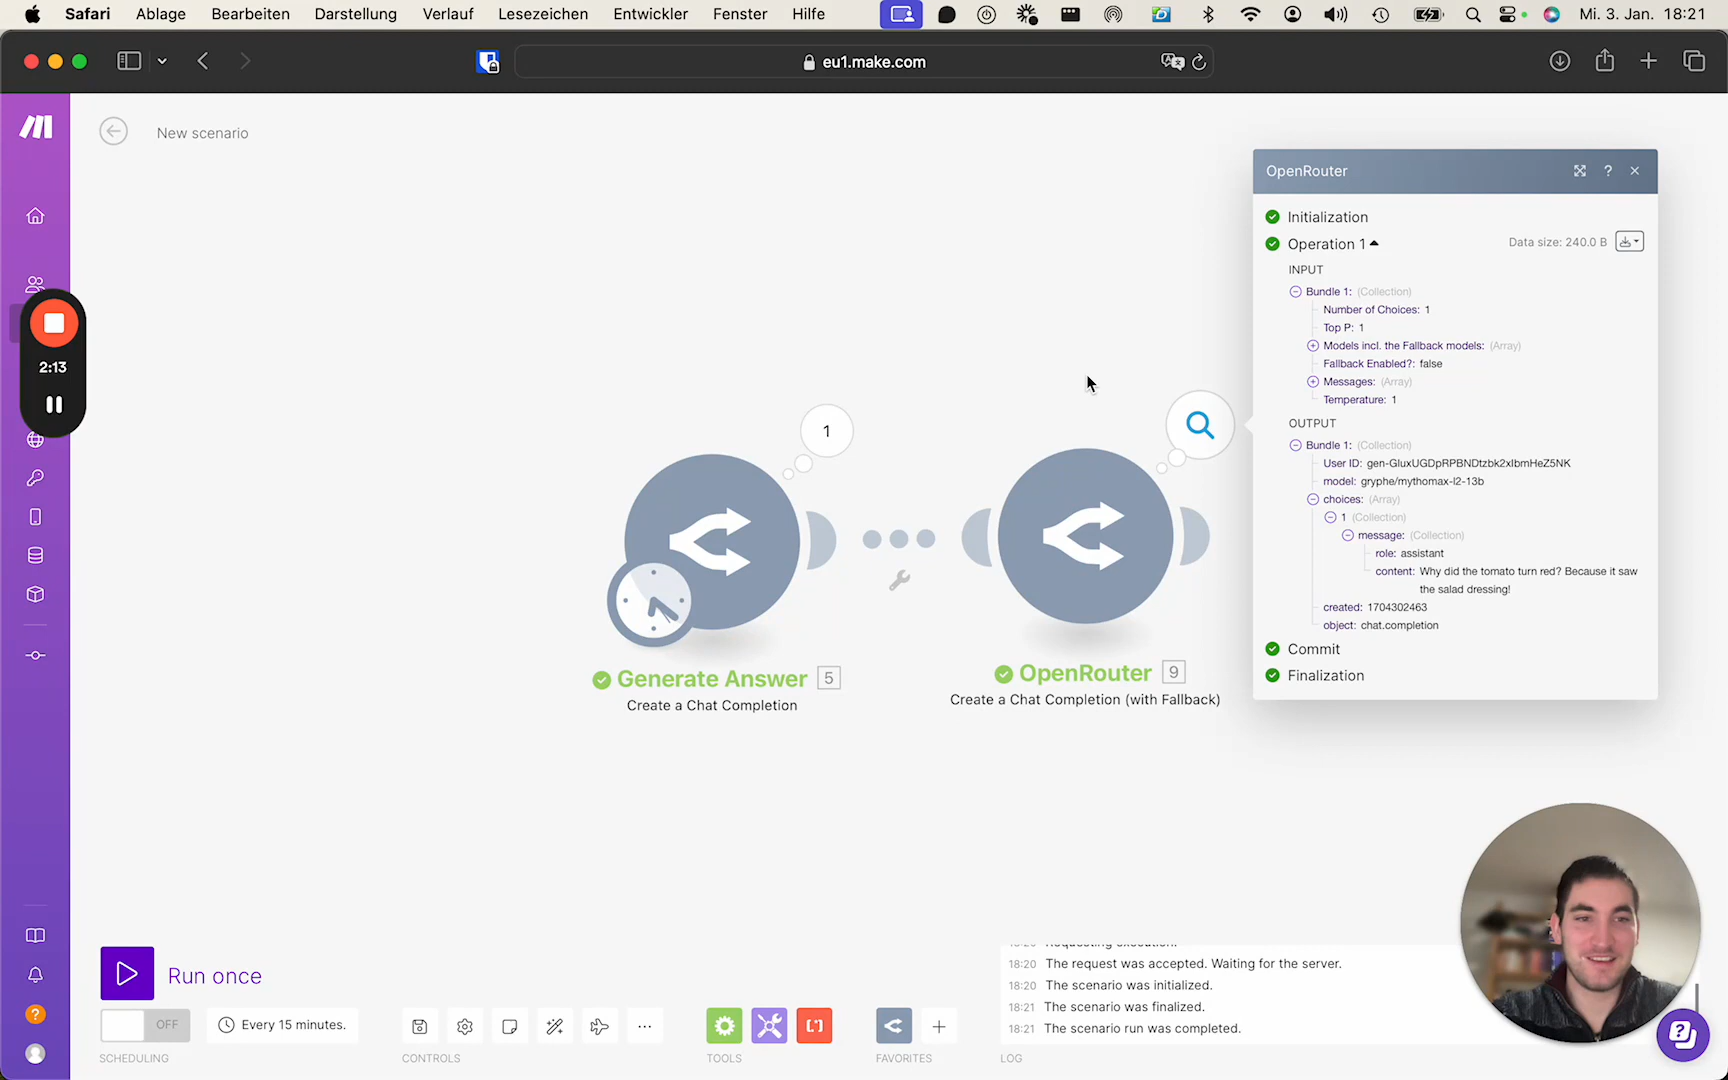 Safari Ablage Bearbeiten Darstellung Verlauf Lesezeichen Entwickler Fenster Hilfe Mi. 3. Jan. 18:21
eu1.make.com
New scenario
2:13
OpenRouter ?
Initialization
Operation 1 Data size: 240.0 B
INPUT
Bundle 1: (Collection)
Number of Choices: 1
Top P: 1
Models incl. the Fallback models: (Array)
Fallback Enabled?: false
Messages: (Array)
Temperature: 1
OUTPUT
Bundle 1: (Collection)
User ID: gen-GluxUGDpRPBNDtzbk2xIbmHeZ5NK
model: gryphe/mythomax-l2-13b
choices: (Array)
1 (Collection)
message: (Collection)
role: assistant
content: Why did the tomato turn red? Because it saw
the salad dressing!
created: 1704302463
object: chat.completion
Commit
Finalization
1
Generate Answer 5
Create a Chat Completion
OpenRouter 9
Create a Chat Completion (with Fallback)
Run once
OFF
Every 15 minutes.
SCHEDULING
CONTROLS
TOOLS
FAVORITES
18:20 The request was accepted. Waiting for the server.
18:20 The scenario was initialized.
18:21 The scenario was finalized.
18:21 The scenario run was completed.
LOG